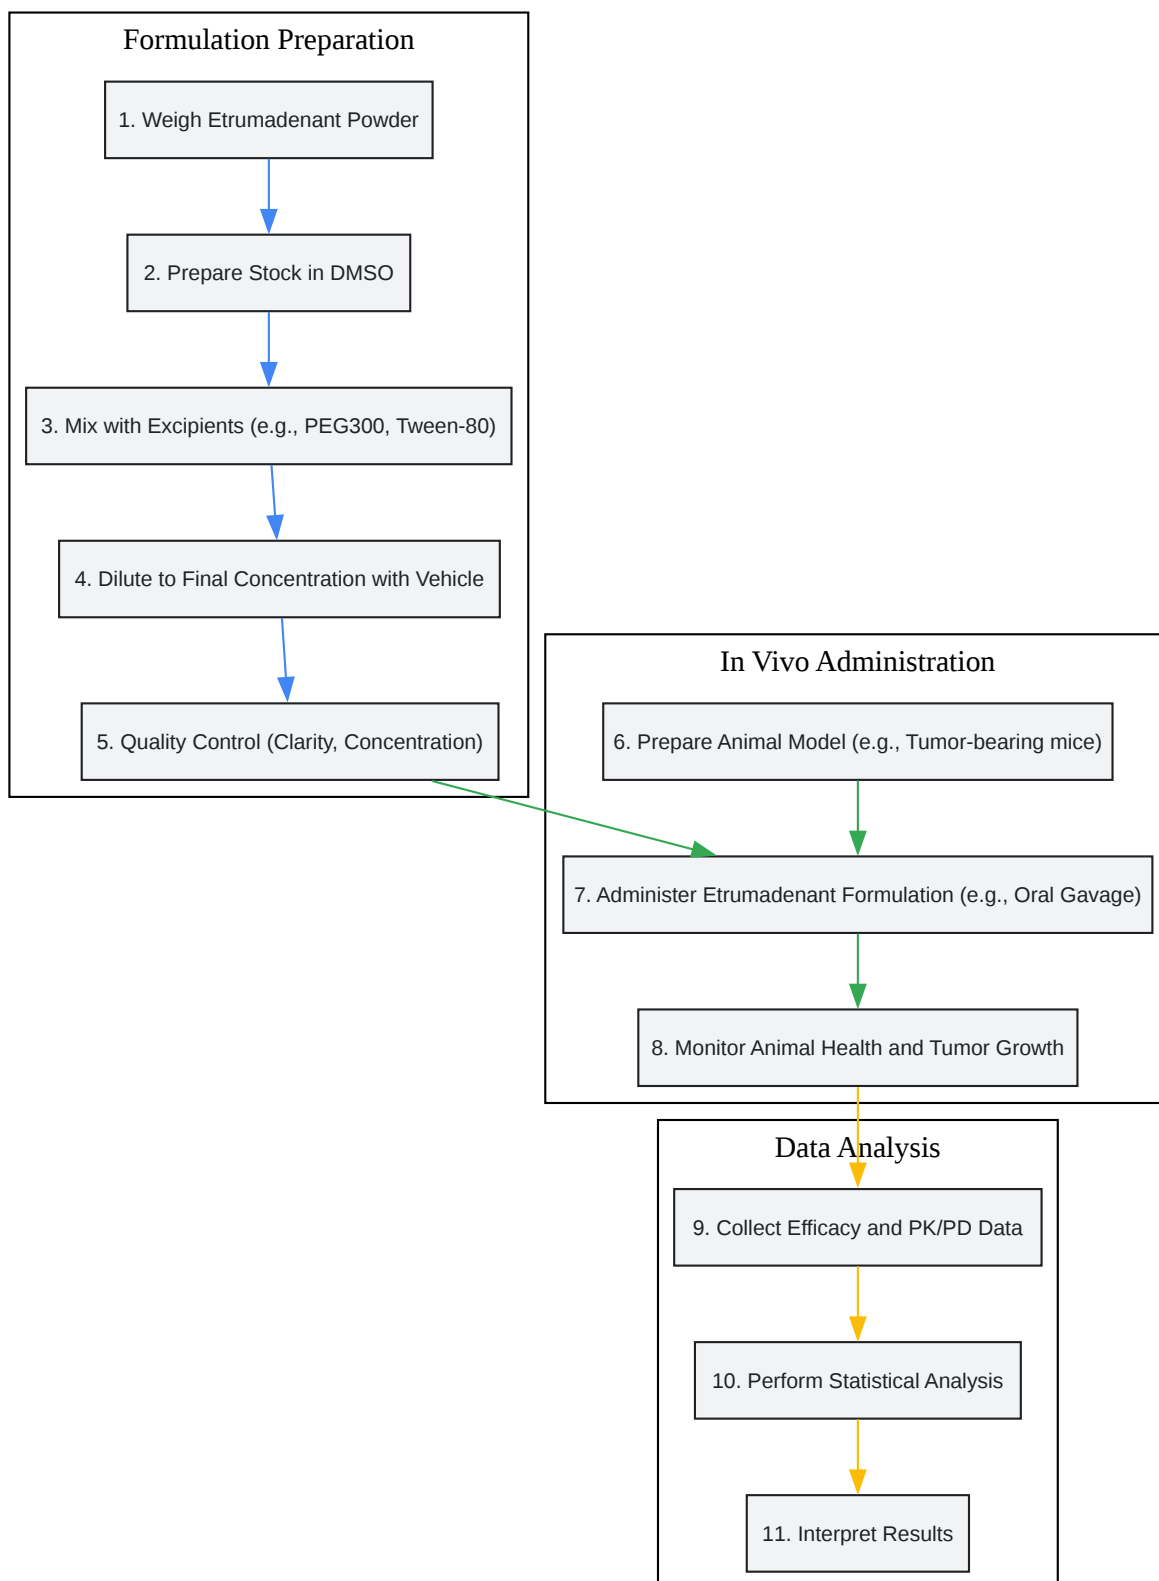 Formulation Preparation
1. Weigh Etrumadenant Powder
2. Prepare Stock in DMSO
3. Mix with Excipients (e.g., PEG300, Tween-80)
4. Dilute to Final Concentration with Vehicle
5. Quality Control (Clarity, Concentration)
In Vivo Administration
6. Prepare Animal Model (e.g., Tumor-bearing mice)
7. Administer Etrumadenant Formulation (e.g., Oral Gavage)
8. Monitor Animal Health and Tumor Growth
Data Analysis
9. Collect Efficacy and PK/PD Data
10. Perform Statistical Analysis
11. Interpret Results